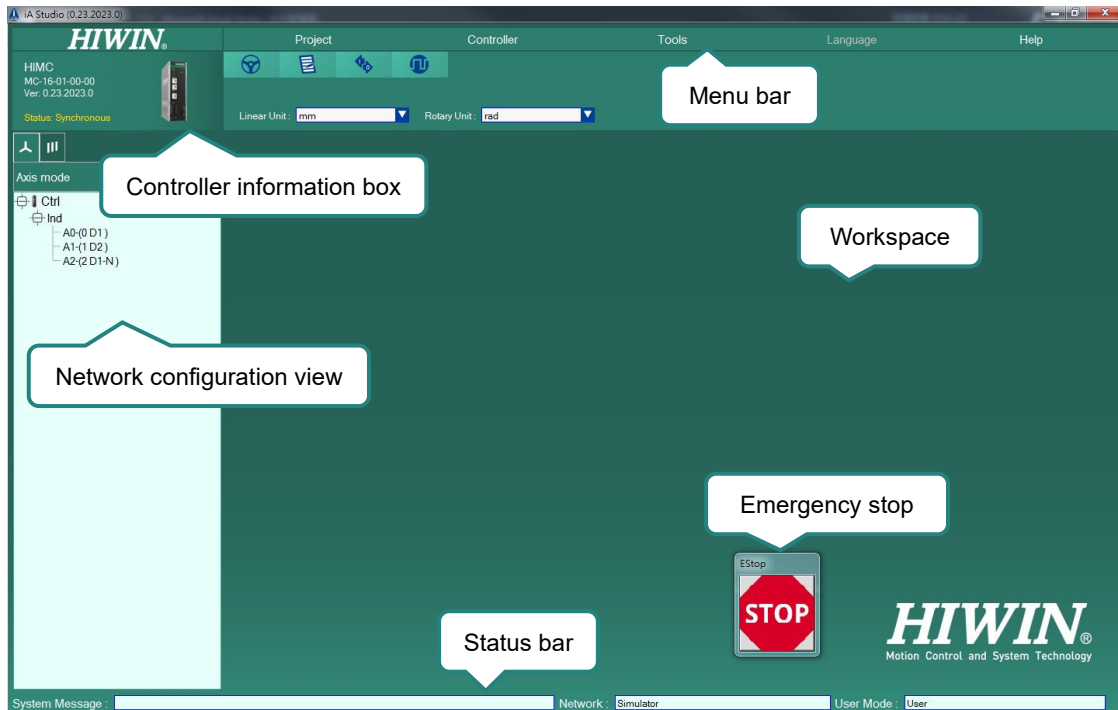 iA Studio (0.23.2023.0)
HIWIN®
Project Controller Tools Language Help
HIMC
MC-16-01-00-00
Ver: 0.23.2023.0
Status: Synchronous
Linear Unit : mm Rotary Unit : rad
Menu bar
Axis mode
Controller information box
Ctrl
Ind
A0-(0 D1 )
A1-(1 D2 )
A2-(2 D1-N )
Workspace
Network configuration view
Emergency stop
EStop
STOP
HIWIN®
Motion Control and System Technology
Status bar
System Message : Network : Simulator User Mode : User